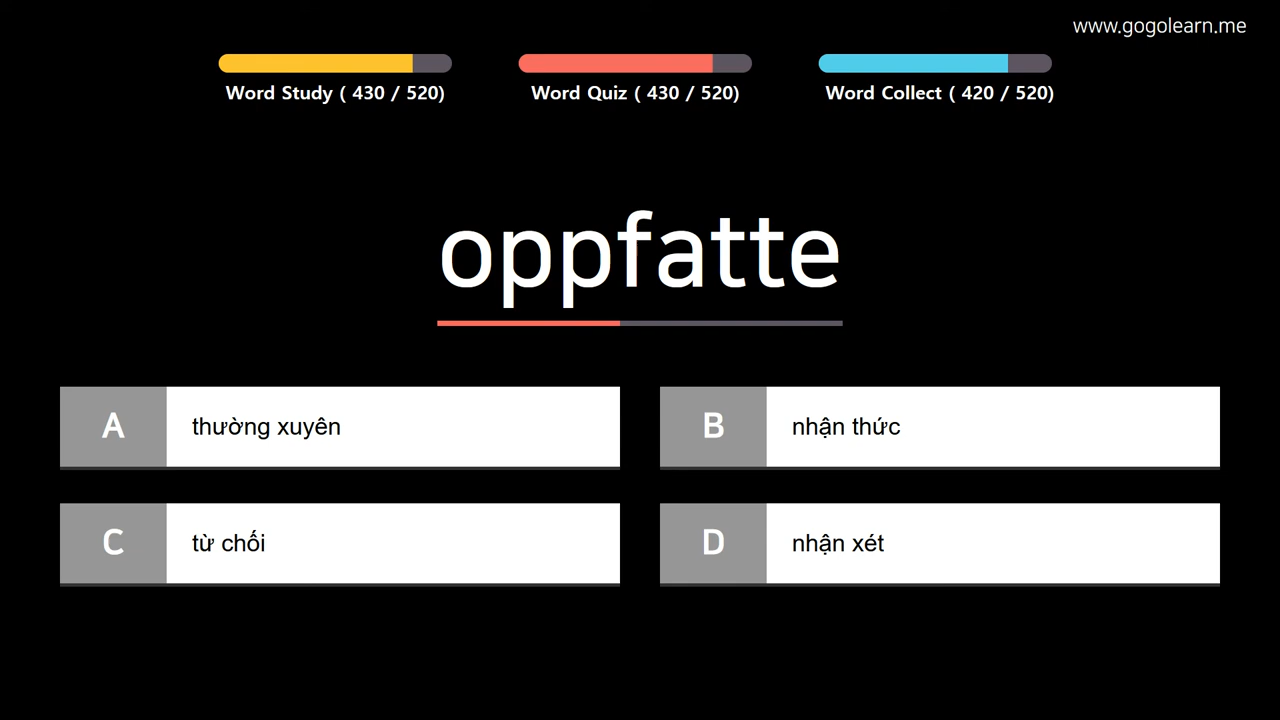 www.gogolearn.me
Word Study ( 430 / 520)
Word Quiz ( 430 / 520)
Word Collect ( 420 / 520)
oppfatte
A thường xuyên
B nhận thức
C từ chối
D nhận xét